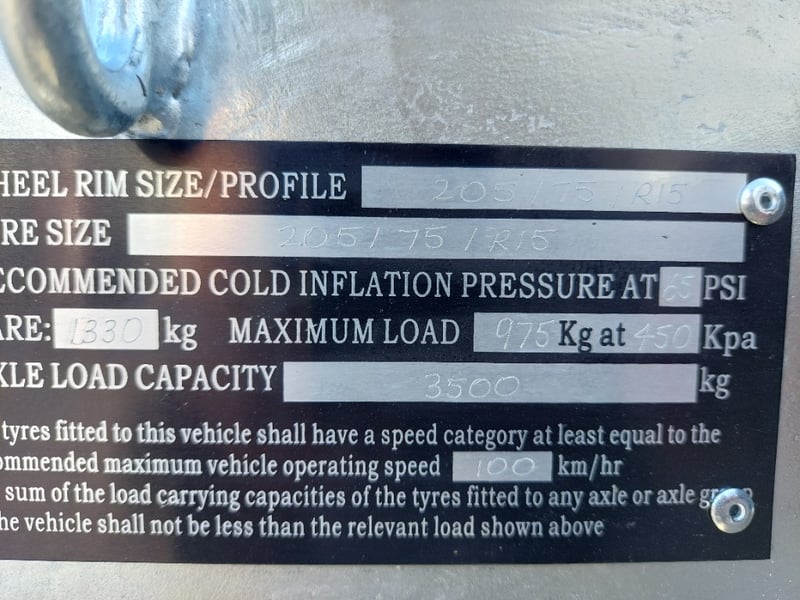 HEEL RIM SIZE/PROFILE 205/75/R15
RE SIZE 205/75/R15
ECOMMENDED COLD INFLATION PRESSURE AT 65 PSI
ARE: 1330 kg MAXIMUM LOAD 975 Kg at 450 Kpa
XLE LOAD CAPACITY 3500 kg
tyres fitted to this vehicle shall have a speed category at least equal to the
ommended maximum vehicle operating speed 100 km/hr
sum of the load carrying capacities of the tyres fitted to any axle or axle
he vehicle shall not be less than the relevant load shown above